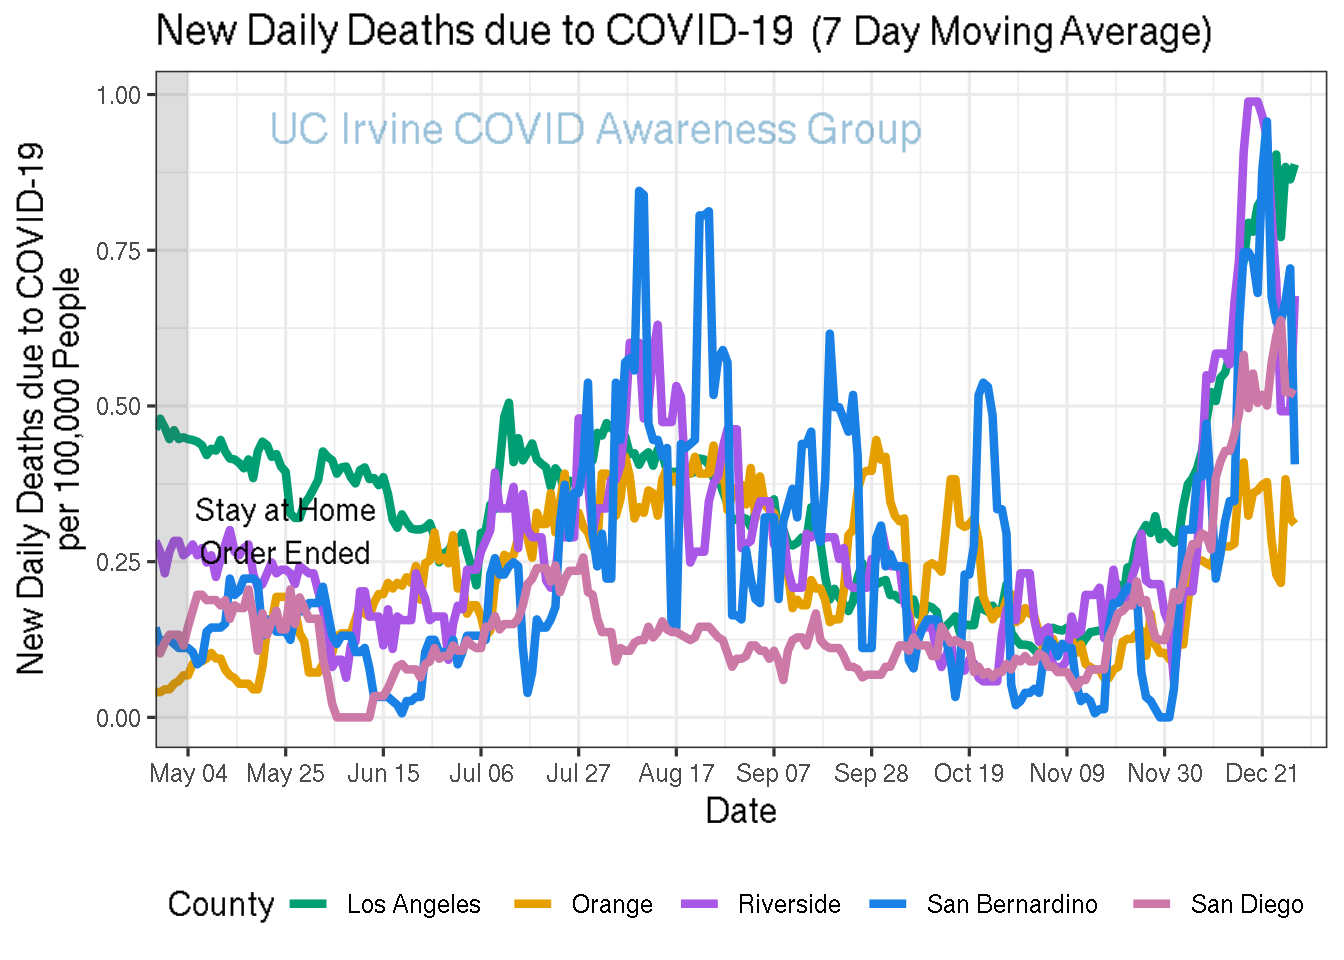 New Daily Deaths due to COVID-19 (7 Day Moving Average)
UC Irvine COVID Awareness Group
New Daily Deaths due to COVID-19
per 100,000 People
1.00
0.75
0.50
0.25
0.00
Stay at Home
Order Ended
May 04 May 25 Jun 15 Jul 06 Jul 27 Aug 17 Sep 07 Sep 28 Oct 19 Nov 09 Nov 30 Dec 21
Date
County Los Angeles Orange Riverside San Bernardino San Diego